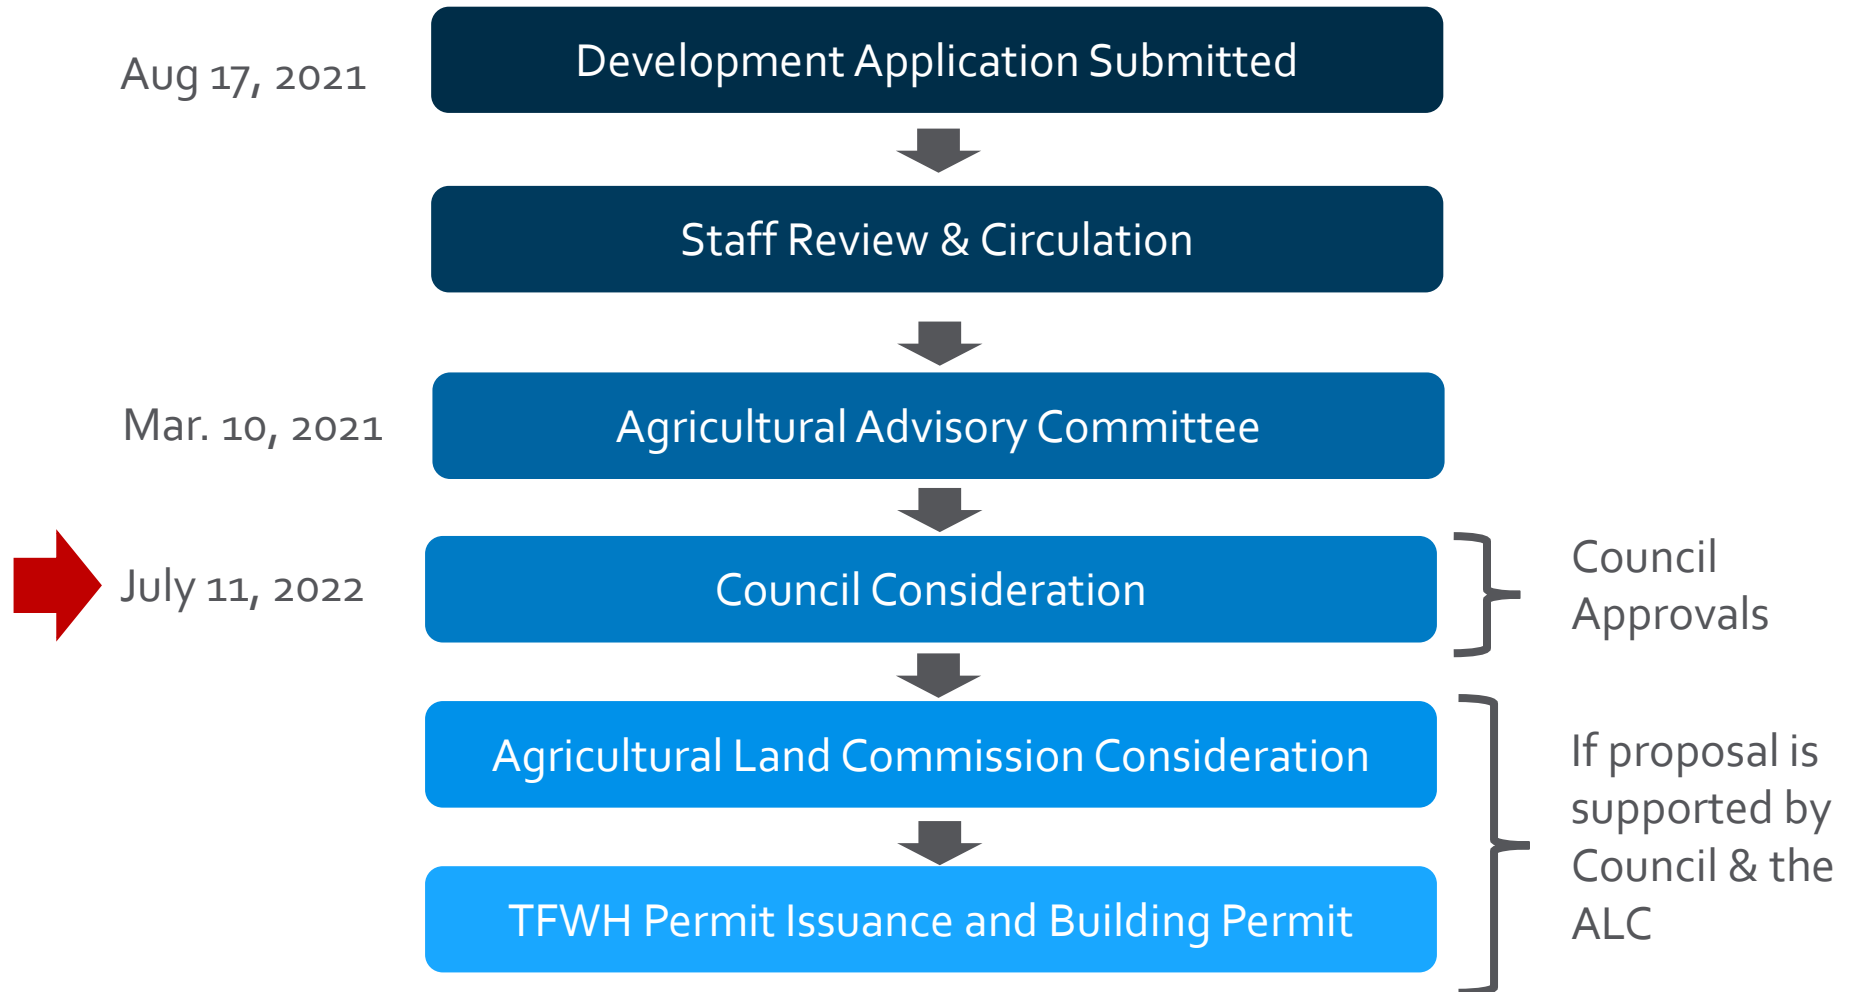 Aug 17, 2021
Development Application Submitted
Staff Review & Circulation
Mar. 10, 2021
Agricultural Advisory Committee
July 11, 2022
Council Consideration
Council
Approvals
Agricultural Land Commission Consideration
If proposal is
supported by
Council & the
ALC
TFWH Permit Issuance and Building Permit